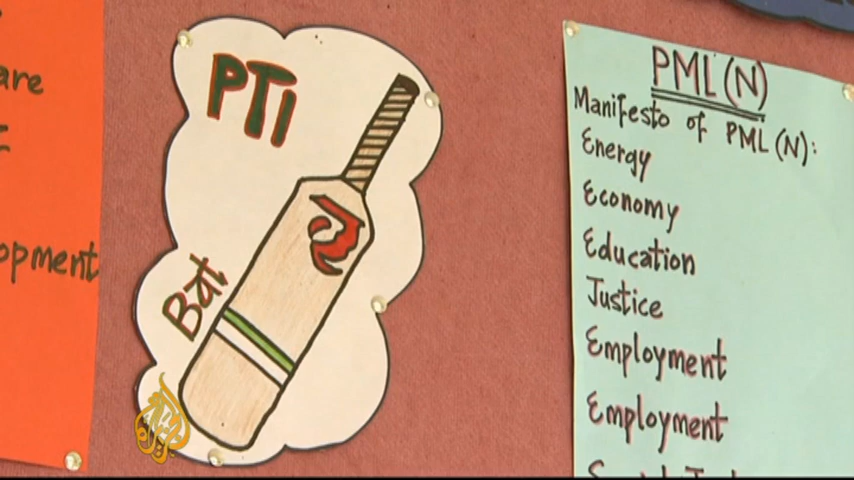 are
opment
PTI
Bat
PML (N)
Manifesto of PML (N):
Energy
Economy
Education
Justice
Employment
Employment